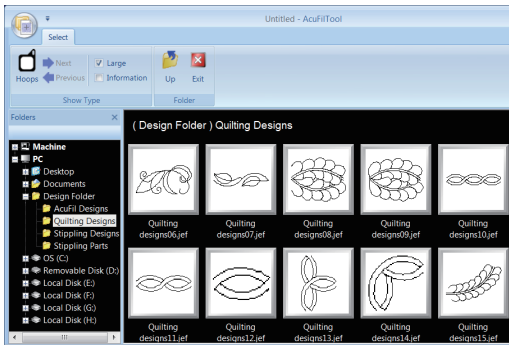 Untitled - AcuFilTool
Select
Hoops
Next
Previous
Large
Information
Up
Exit
Show Type
Folder
Folders
Machine
PC
Desktop
Documents
Design Folder
AcuFil Designs
Quilting Designs
Stippling Designs
Stippling Parts
OS (C:)
Removable Disk (D:)
Local Disk (E:)
Local Disk (F:)
Local Disk (G:)
Local Disk (H:)
( Design Folder ) Quilting Designs
Quilting
designs06.jef
Quilting
designs07.jef
Quilting
designs08.jef
Quilting
designs09.jef
Quilting
designs10.jef
Quilting
designs11.jef
Quilting
designs12.jef
Quilting
designs13.jef
Quilting
designs14.jef
Quilting
designs15.jef